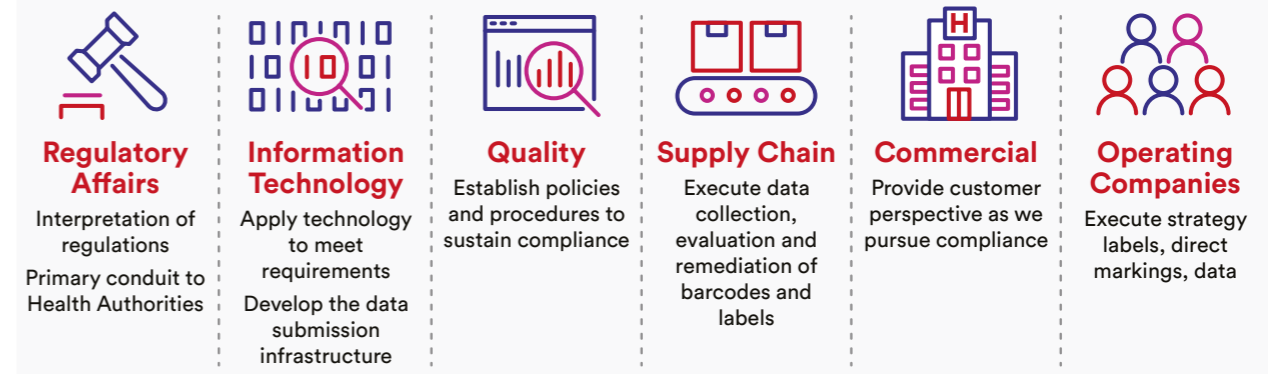 H
Regulatory
Affairs
Interpretation of
regulations
Primary conduit to
Health Authorities
Information
Technology
Apply technology
to meet
requirements
Develop the data
submission
infrastructure
Quality
Establish policies
and procedures to
sustain compliance
Supply Chain
Execute data
collection,
evaluation and
remediation of
barcodes and
labels
Commercial
Provide customer
perspective as we
pursue compliance
Operating
Companies
Execute strategy
labels, direct
markings, data